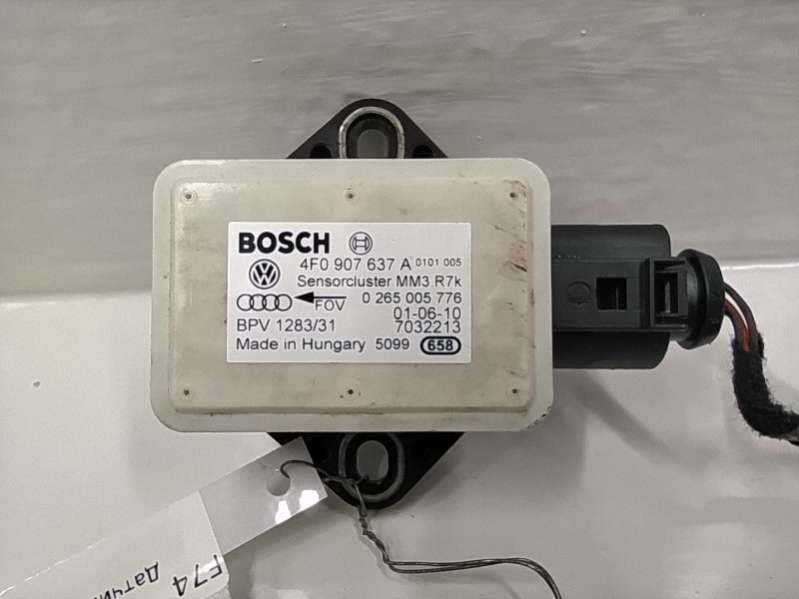 BOSCH
4F0 907 637 A 0101 005
Sensorcluster MM3 R7k
FOV 0 265 005 776
01-06-10
BPV 1283/31 7032213
Made in Hungary 5099 658
F74